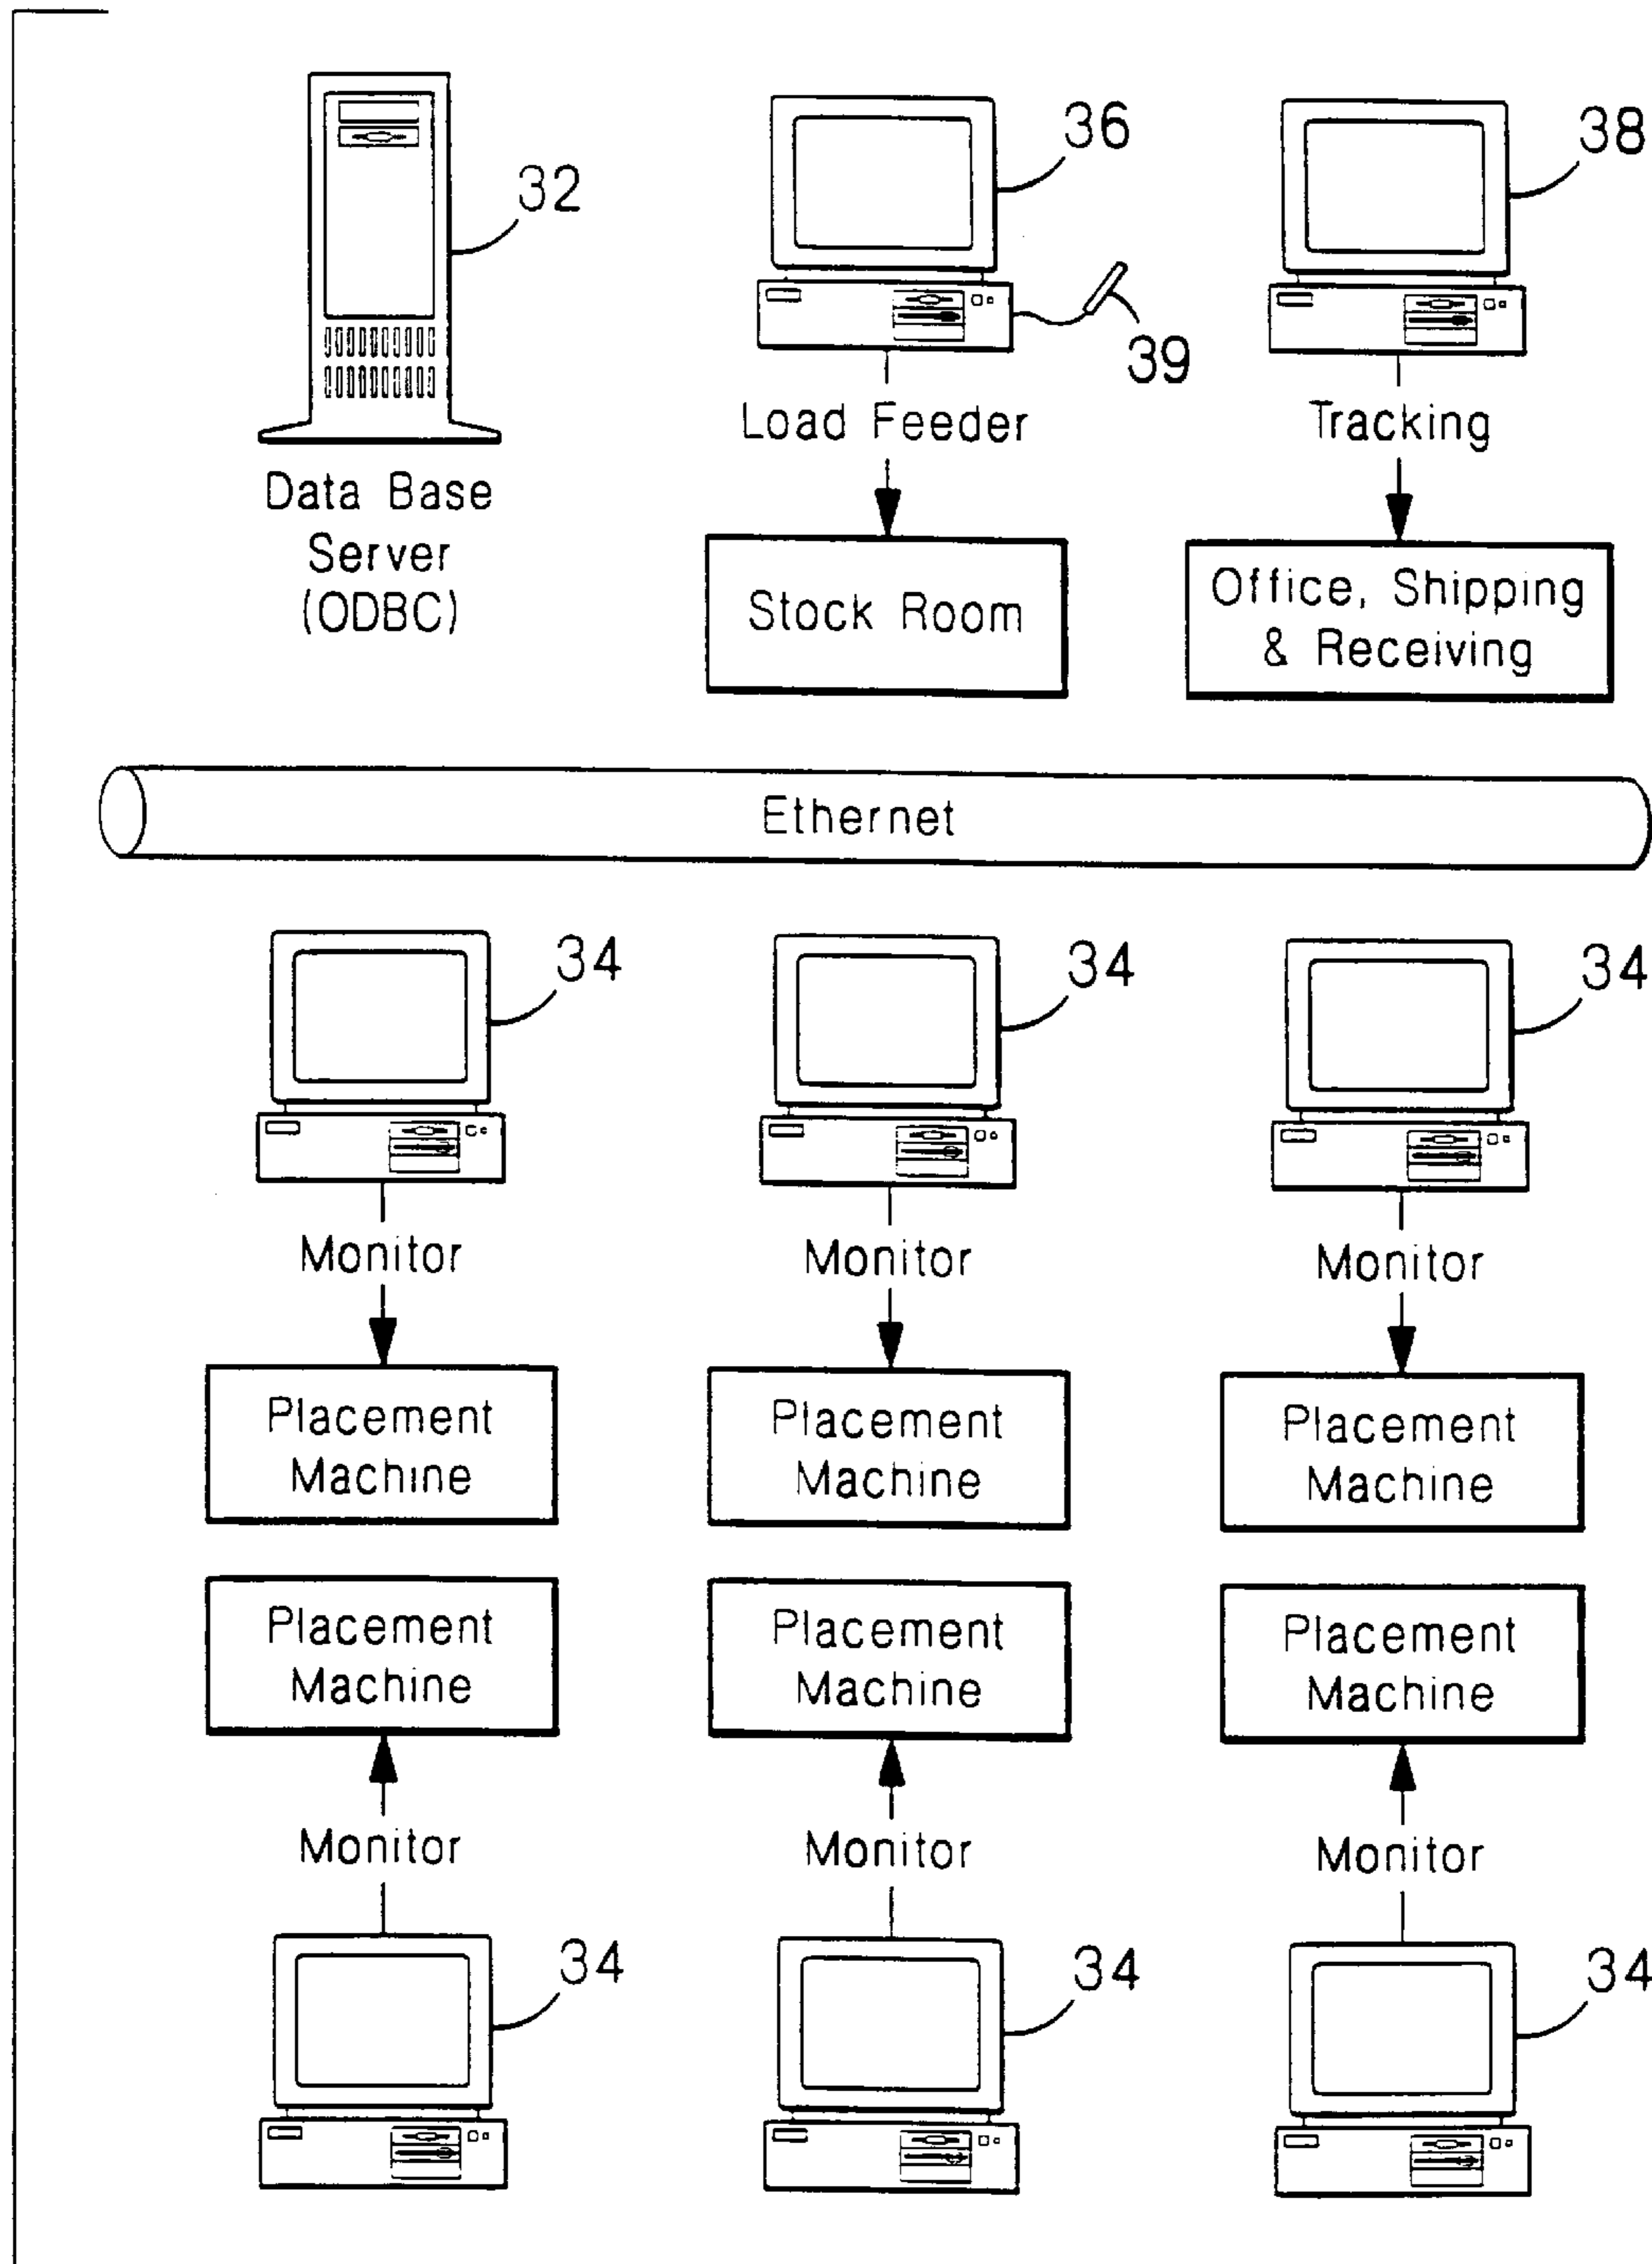 36
38
32
39
Load Feeder
Tracking
Data Base
Server
(ODBC)
Stock Room
Office, Shipping
& Receiving
Ethernet
34
34
34
Monitor
Monitor
Monitor
Placement
Machine
Placement
Machine
Placement
Machine
Placement
Machine
Placement
Machine
Placement
Machine
Monitor
Monitor
Monitor
34
34
34